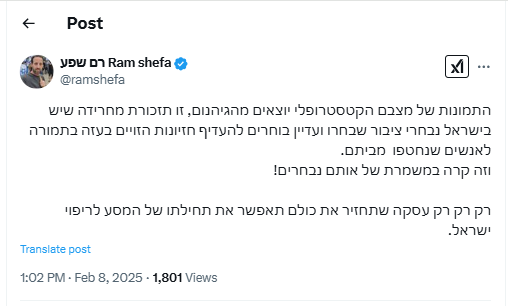 Post
רם שפע Ram shefa
@ramshefa
התמונות של מצבם הקטסטרופלי יוצאים מהגיהנום, זו תזכורת מחרידה שיש
בישראל נבחרי ציבור שבחרו ועדיין בוחרים להעדיף חזיונות הזויים בעזה בתמורה
לאנשים שנחטפו מביתם.
וזה קרה במשמרת של אותם נבחרים!
רק רק רק עסקה שתחזיר את כולם תאפשר את תחילתו של המסע לריפוי
ישראל.
Translate post
1:02 PM · Feb 8, 2025 · 1,801 Views